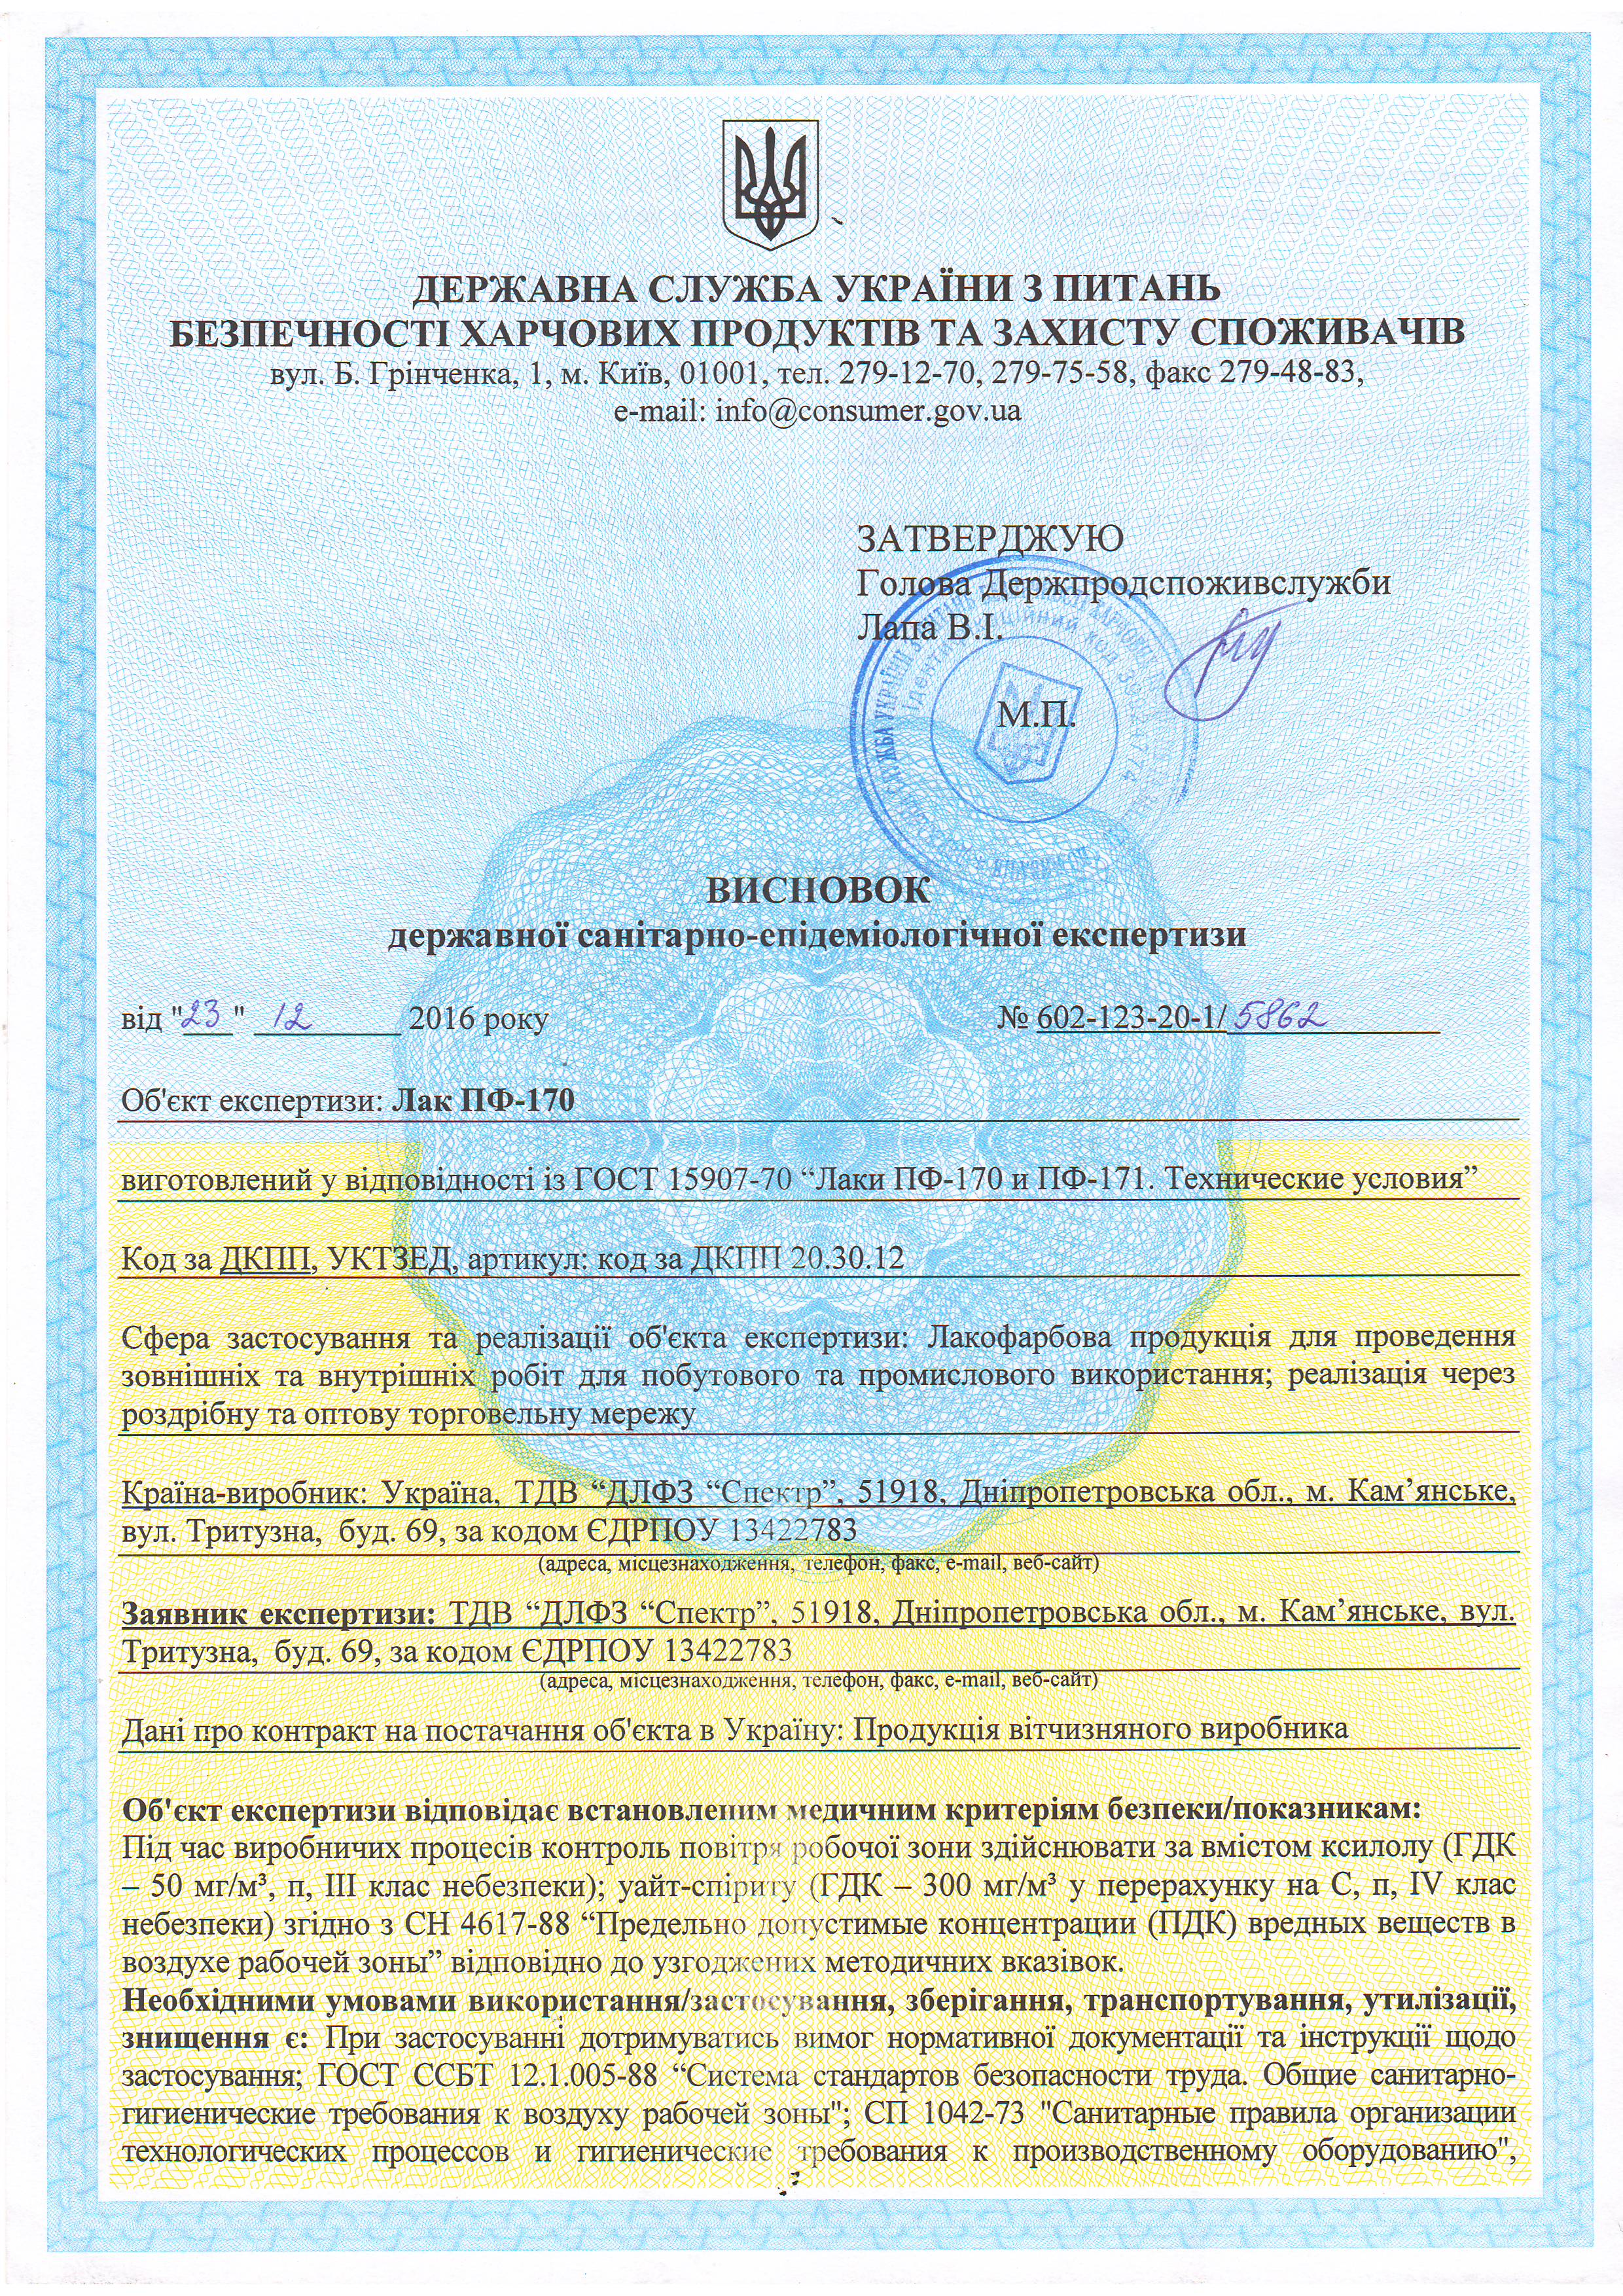 ДЕРЖАВНА СЛУЖБА УКРАЇНИ З ПИТАНЬ
БЕЗПЕЧНОСТІ ХАРЧОВИХ ПРОДУКТІВ ТА ЗАХИСТУ СПОЖИВАЧІВ
вул. Б. Грінченка, 1, м. Київ, 01001, тел. 279-12-70, 279-75-58, факс 279-48-83,
e-mail: info@consumer.gov.ua
ЗАТВЕРДЖУЮ
Голова Держпродспоживслужби
Лапа В.І.
М.П.
ВИСНОВОК
державної санітарно-епідеміологічної експертизи
від "23" 12 2016 року № 602-123-20-1/5862
Об'єкт експертизи: Лак ПФ-170
виготовлений у відповідності із ГОСТ 15907-70 “Лаки ПФ-170 и ПФ-171. Технические условия”
Код за ДКПП, УКТЗЕД, артикул: код за ДКПП 20.30.12
Сфера застосування та реалізації об'єкта експертизи: Лакофарбова продукція для проведення
зовнішніх та внутрішніх робіт для побутового та промислового використання; реалізація через
роздрібну та оптову торговельну мережу
Країна-виробник: Україна, ТДВ “ДЛФЗ “Спектр”, 51918, Дніпропетровська обл., м. Кам’янське,
вул. Тритузна, буд. 69, за кодом ЄДРПОУ 13422783
(адреса, місцезнаходження, телефон, факс, e-mail, веб-сайт)
Заявник експертизи: ТДВ “ДЛФЗ “Спектр”, 51918, Дніпропетровська обл., м. Кам’янське, вул.
Тритузна, буд. 69, за кодом ЄДРПОУ 13422783
(адреса, місцезнаходження, телефон, факс, e-mail, веб-сайт)
Дані про контракт на постачання об'єкта в Україну: Продукція вітчизняного виробника
Об'єкт експертизи відповідає встановленим медичним критеріям безпеки/показникам:
Під час виробничих процесів контроль повітря робочої зони здійснювати за вмістом ксилолу (ГДК
– 50 мг/м³, п, III клас небезпеки); уайт-спіриту (ГДК – 300 мг/м³ у перерахунку на С, п, IV клас
небезпеки) згідно з СН 4617-88 “Предельно допустимые концентрации (ПДК) вредных веществ в
воздухе рабочей зоны” відповідно до узгоджених методичних вказівок.
Необхідними умовами використання/застосування, зберігання, транспортування, утилізації,
знищення є: При застосуванні дотримуватись вимог нормативної документації та інструкції щодо
застосування; ГОСТ ССБТ 12.1.005-88 “Система стандартов безопасности труда. Общие санитарно-
гигиенические требования к воздуху рабочей зоны"; СП 1042-73 "Санитарные правила организации
технологических процессов и гигиенические требования к производственному оборудованию",